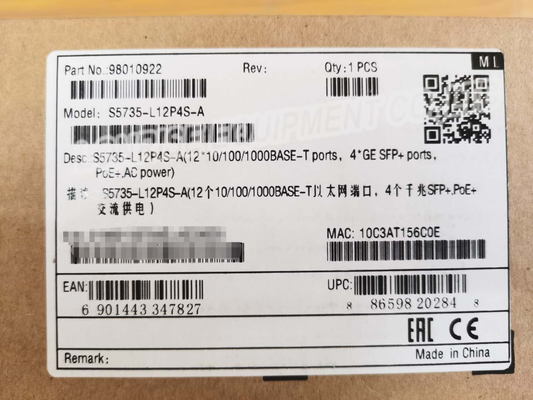 ML
Part No.:98010922 Rev: Qty:1 PCS
Model: S5735-L12P4S-A
Desc: S5735-L12P4S-A(12*10/100/1000BASE-T ports, 4*GE SFP+ ports,
PoE+,AC power)
描述: S5735-L12P4S-A(12个10/100/1000BASE-T以太网端口, 4个千兆SFP+,PoE+
交流供电)
MAC: 10C3AT156C0E
EAN: UPC:
6 901443 347827 8 86598 20284 8
EAC CE
Remark: Made in China